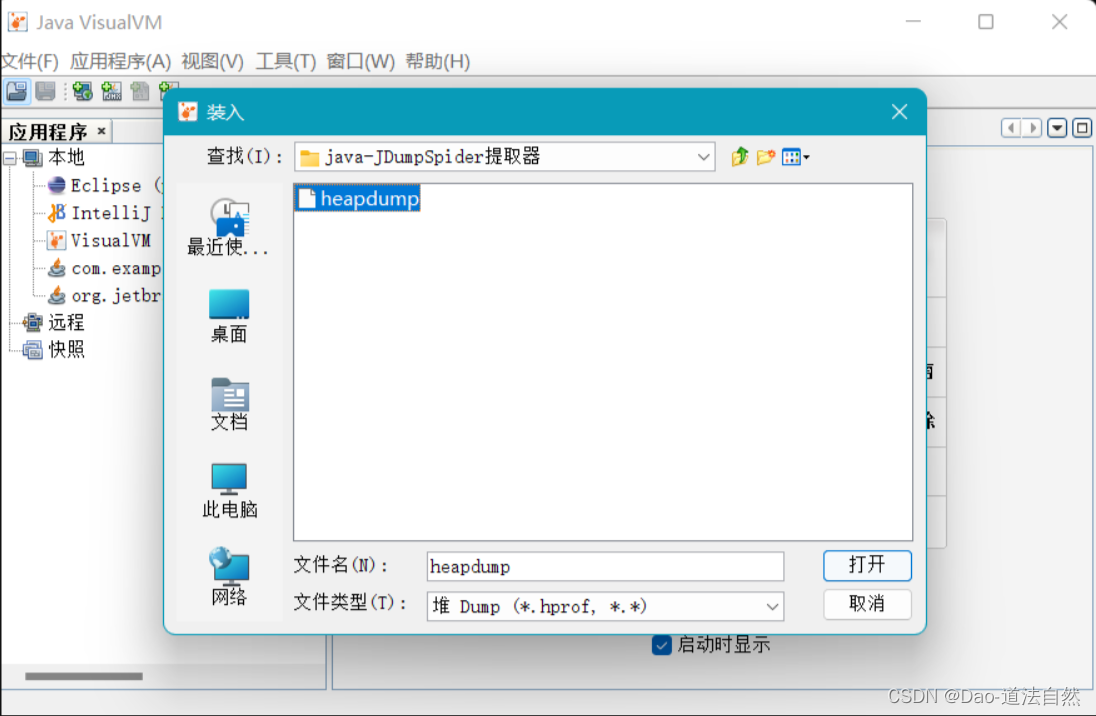 Java VisualVM
文件(F) 应用程序(A) 视图(V) 工具(T) 窗口(W) 帮助(H)
装入
应用程序
查找(I):
java-JDumpSpider提取器
本地
Eclipse
IntelliJ
VisualVM
com.examp
org.jetbr
远程
快照
heapdump
最近使...
桌面
文档
此电脑
网络
文件名(N):
heapdump
打开
文件类型(T):
堆 Dump (*.hprof, *.*)
取消
除
启动时显示
CSDN @Dao-道法自然